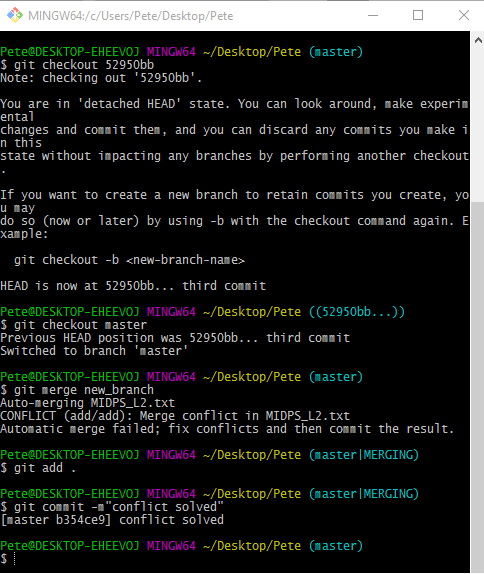 MINGW64:/c/Users/Pete/Desktop/Pete
Pete@DESKTOP-EHEEVOJ MINGW64 ~/Desktop/Pete (master)
$ git checkout 52950bb
Note: checking out '52950bb'.
You are in 'detached HEAD' state. You can look around, make experim
ental
changes and commit them, and you can discard any commits you make i
n this
state without impacting any branches by performing another checkout
.
If you want to create a new branch to retain commits you create, yo
u may
do so (now or later) by using -b with the checkout command again. E
xample:
git checkout -b <new-branch-name>
HEAD is now at 52950bb... third commit
Pete@DESKTOP-EHEEVOJ MINGW64 ~/Desktop/Pete ((52950bb...))
$ git checkout master
Previous HEAD position was 52950bb... third commit
Switched to branch 'master'
Pete@DESKTOP-EHEEVOJ MINGW64 ~/Desktop/Pete (master)
$ git merge new_branch
Auto-merging MIDPS_L2.txt
CONFLICT (add/add): Merge conflict in MIDPS_L2.txt
Automatic merge failed; fix conflicts and then commit the result.
Pete@DESKTOP-EHEEVOJ MINGW64 ~/Desktop/Pete (master|MERGING)
$ git add .
Pete@DESKTOP-EHEEVOJ MINGW64 ~/Desktop/Pete (master|MERGING)
$ git commit -m"conflict solved"
[master b354ce9] conflict solved
Pete@DESKTOP-EHEEVOJ MINGW64 ~/Desktop/Pete (master)
$